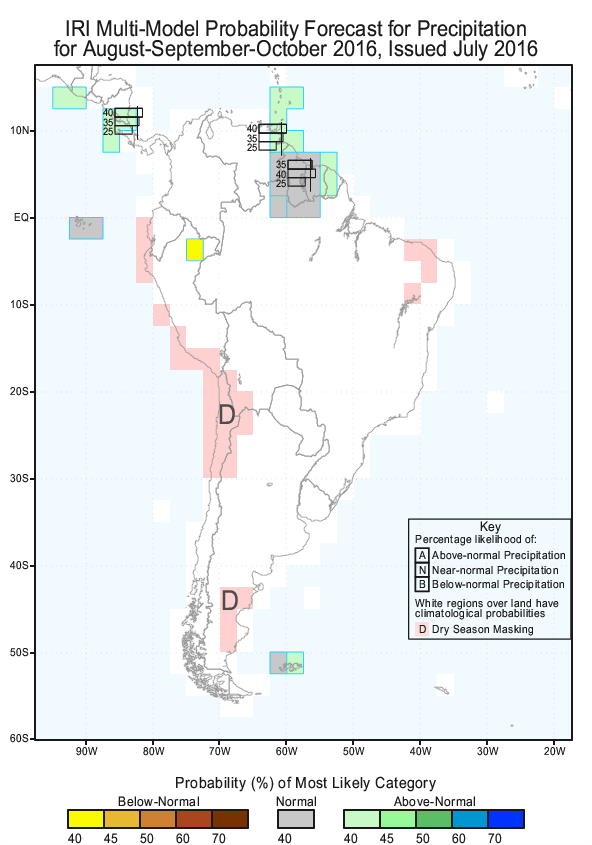 IRI Multi-Model Probability Forecast for Precipitation
for August-September-October 2016, Issued July 2016
40
35
25
40
35
25
35
40
25
10N
EQ
10S
20S
D
30S
40S
D
50S
60S
Key
Percentage likelihood of:
A Above-normal Precipitation
N Near-normal Precipitation
B Below-normal Precipitation
White regions over land have
climatological probabilities
D Dry Season Masking
90W 80W 70W 60W 50W 40W 30W 20W
Probability (%) of Most Likely Category
Below-Normal Normal Above-Normal
40 45 50 60 70 40 40 45 50 60 70